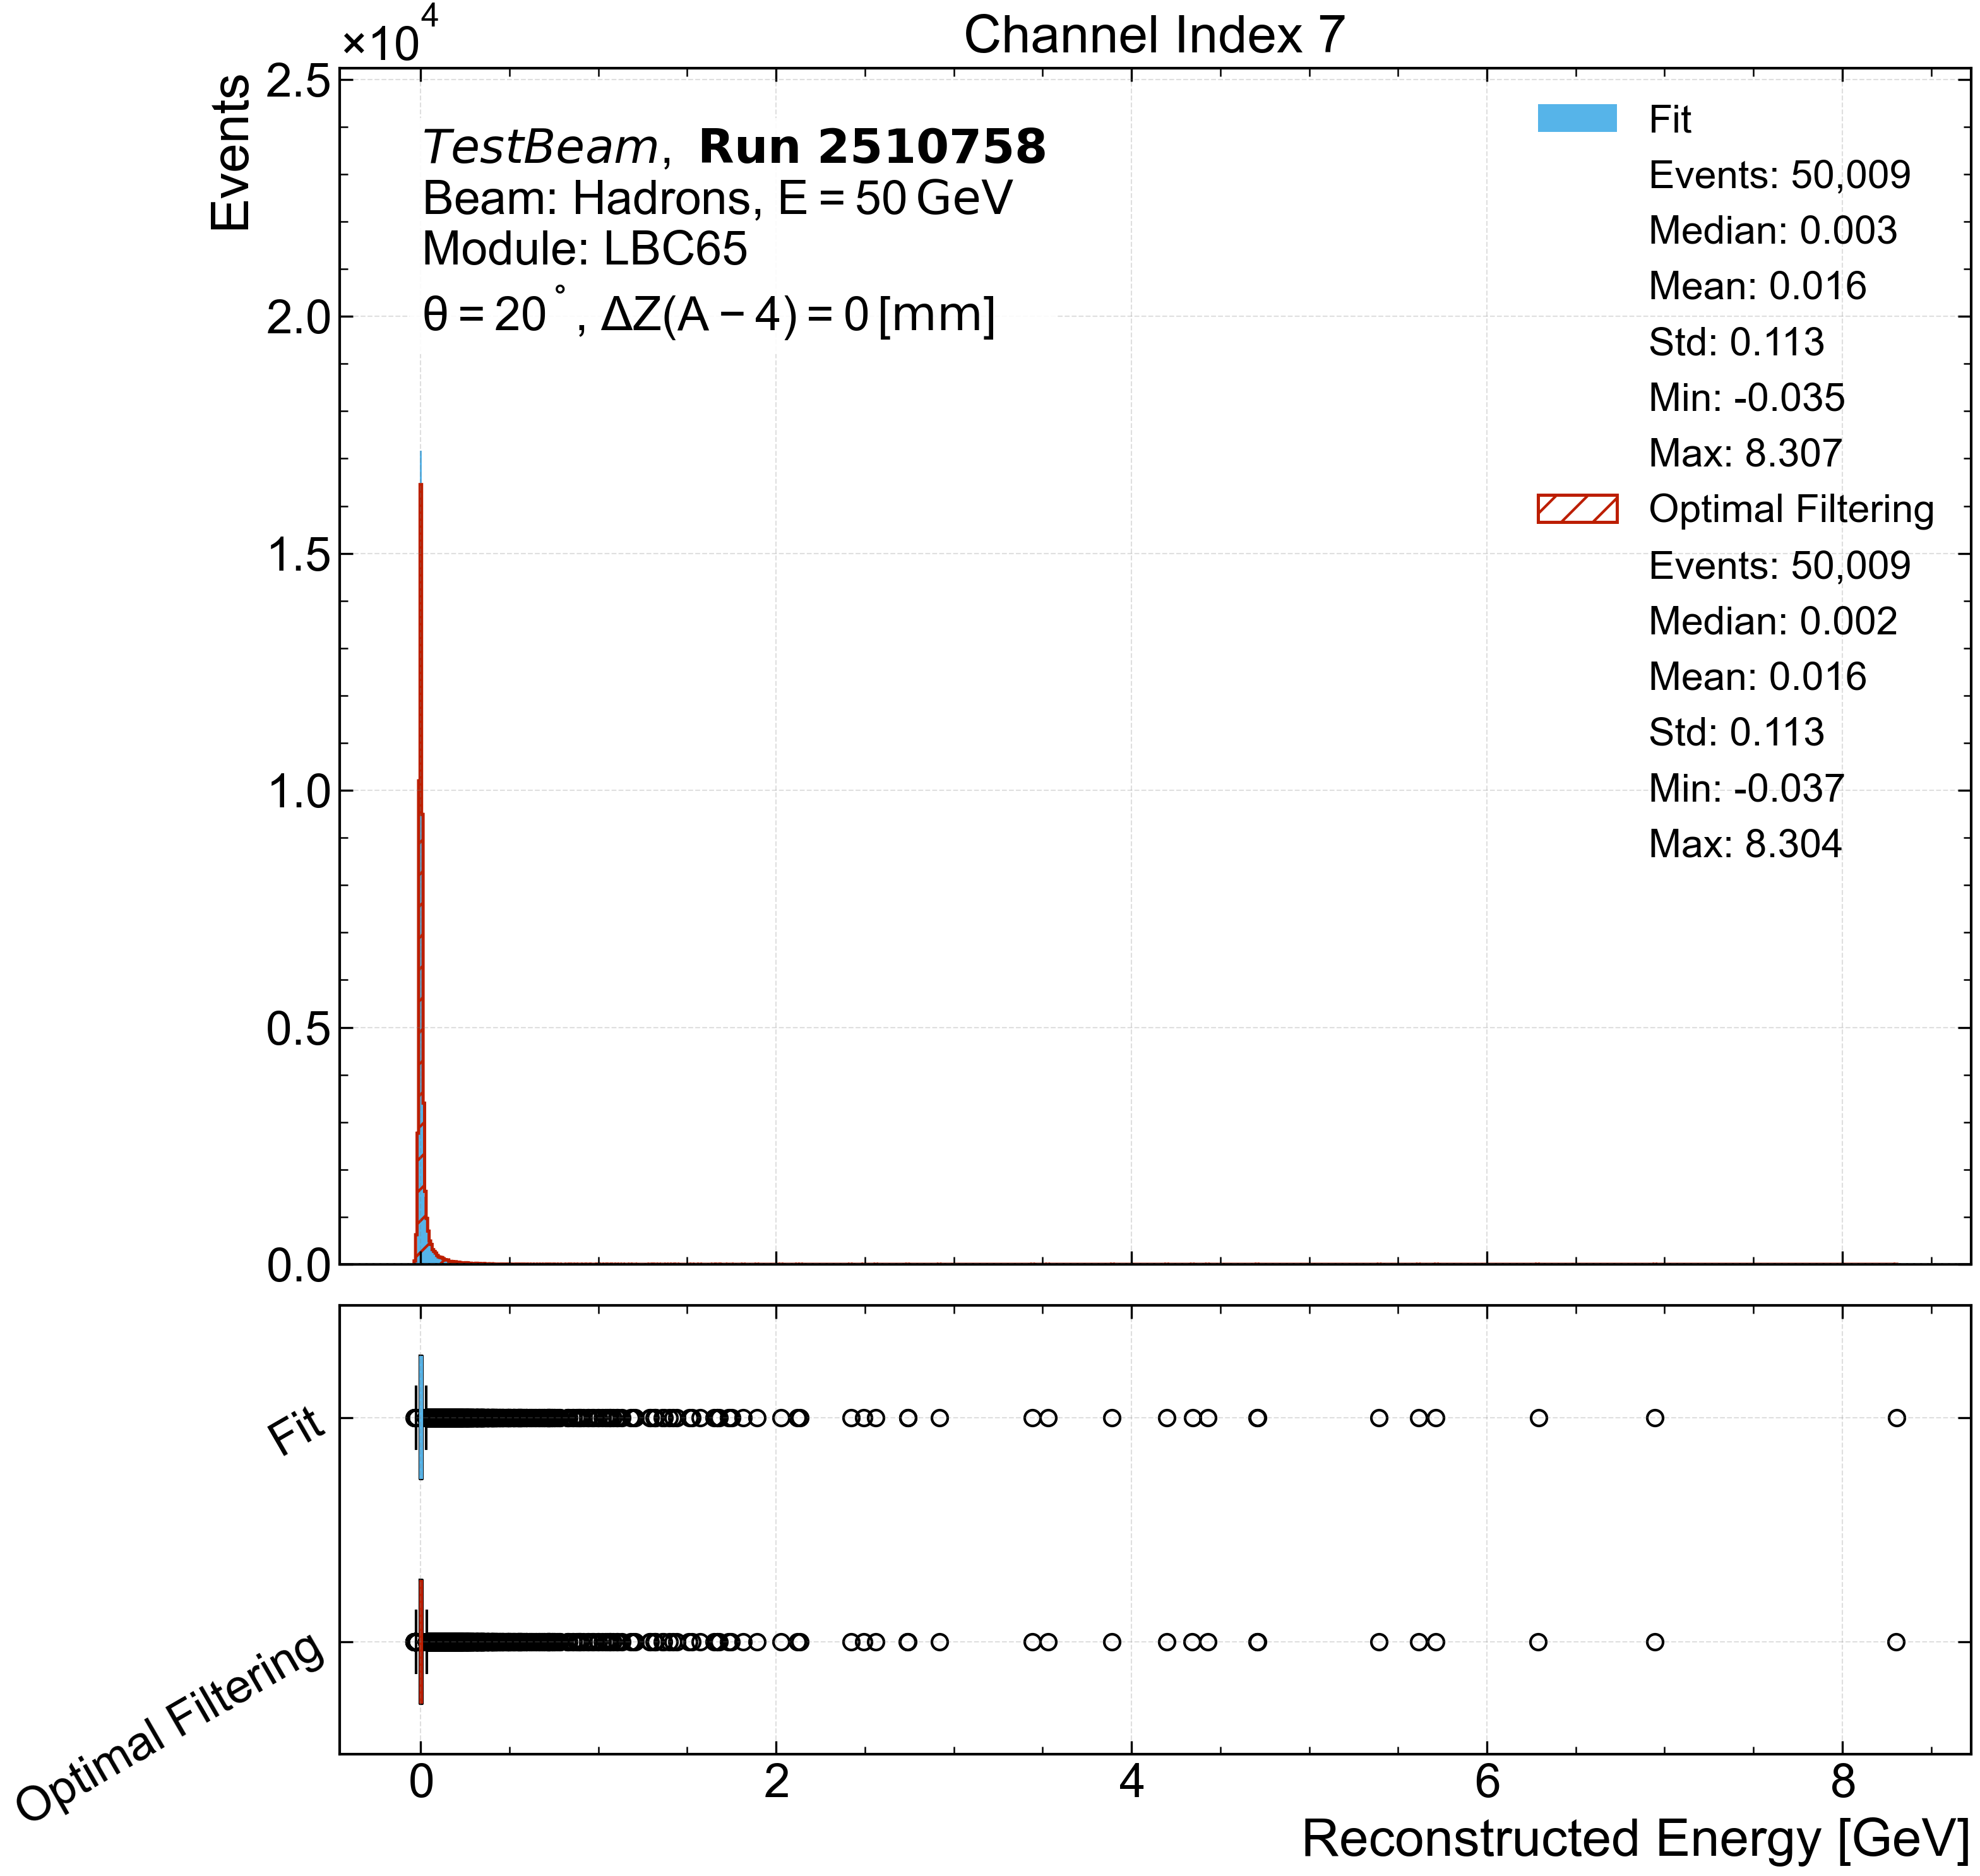 Channel Index 7
×10⁴
Events
2.5
2.0
1.5
1.0
0.5
0.0
TestBeam, Run 2510758
Beam: Hadrons, E = 50 GeV
Module: LBC65
θ = 20°, ΔZ(A − 4) = 0 [mm]
Fit
Events: 50,009
Median: 0.003
Mean: 0.016
Std: 0.113
Min: -0.035
Max: 8.307
Optimal Filtering
Events: 50,009
Median: 0.002
Mean: 0.016
Std: 0.113
Min: -0.037
Max: 8.304
Fit
Optimal Filtering
0 2 4 6 8
Reconstructed Energy [GeV]